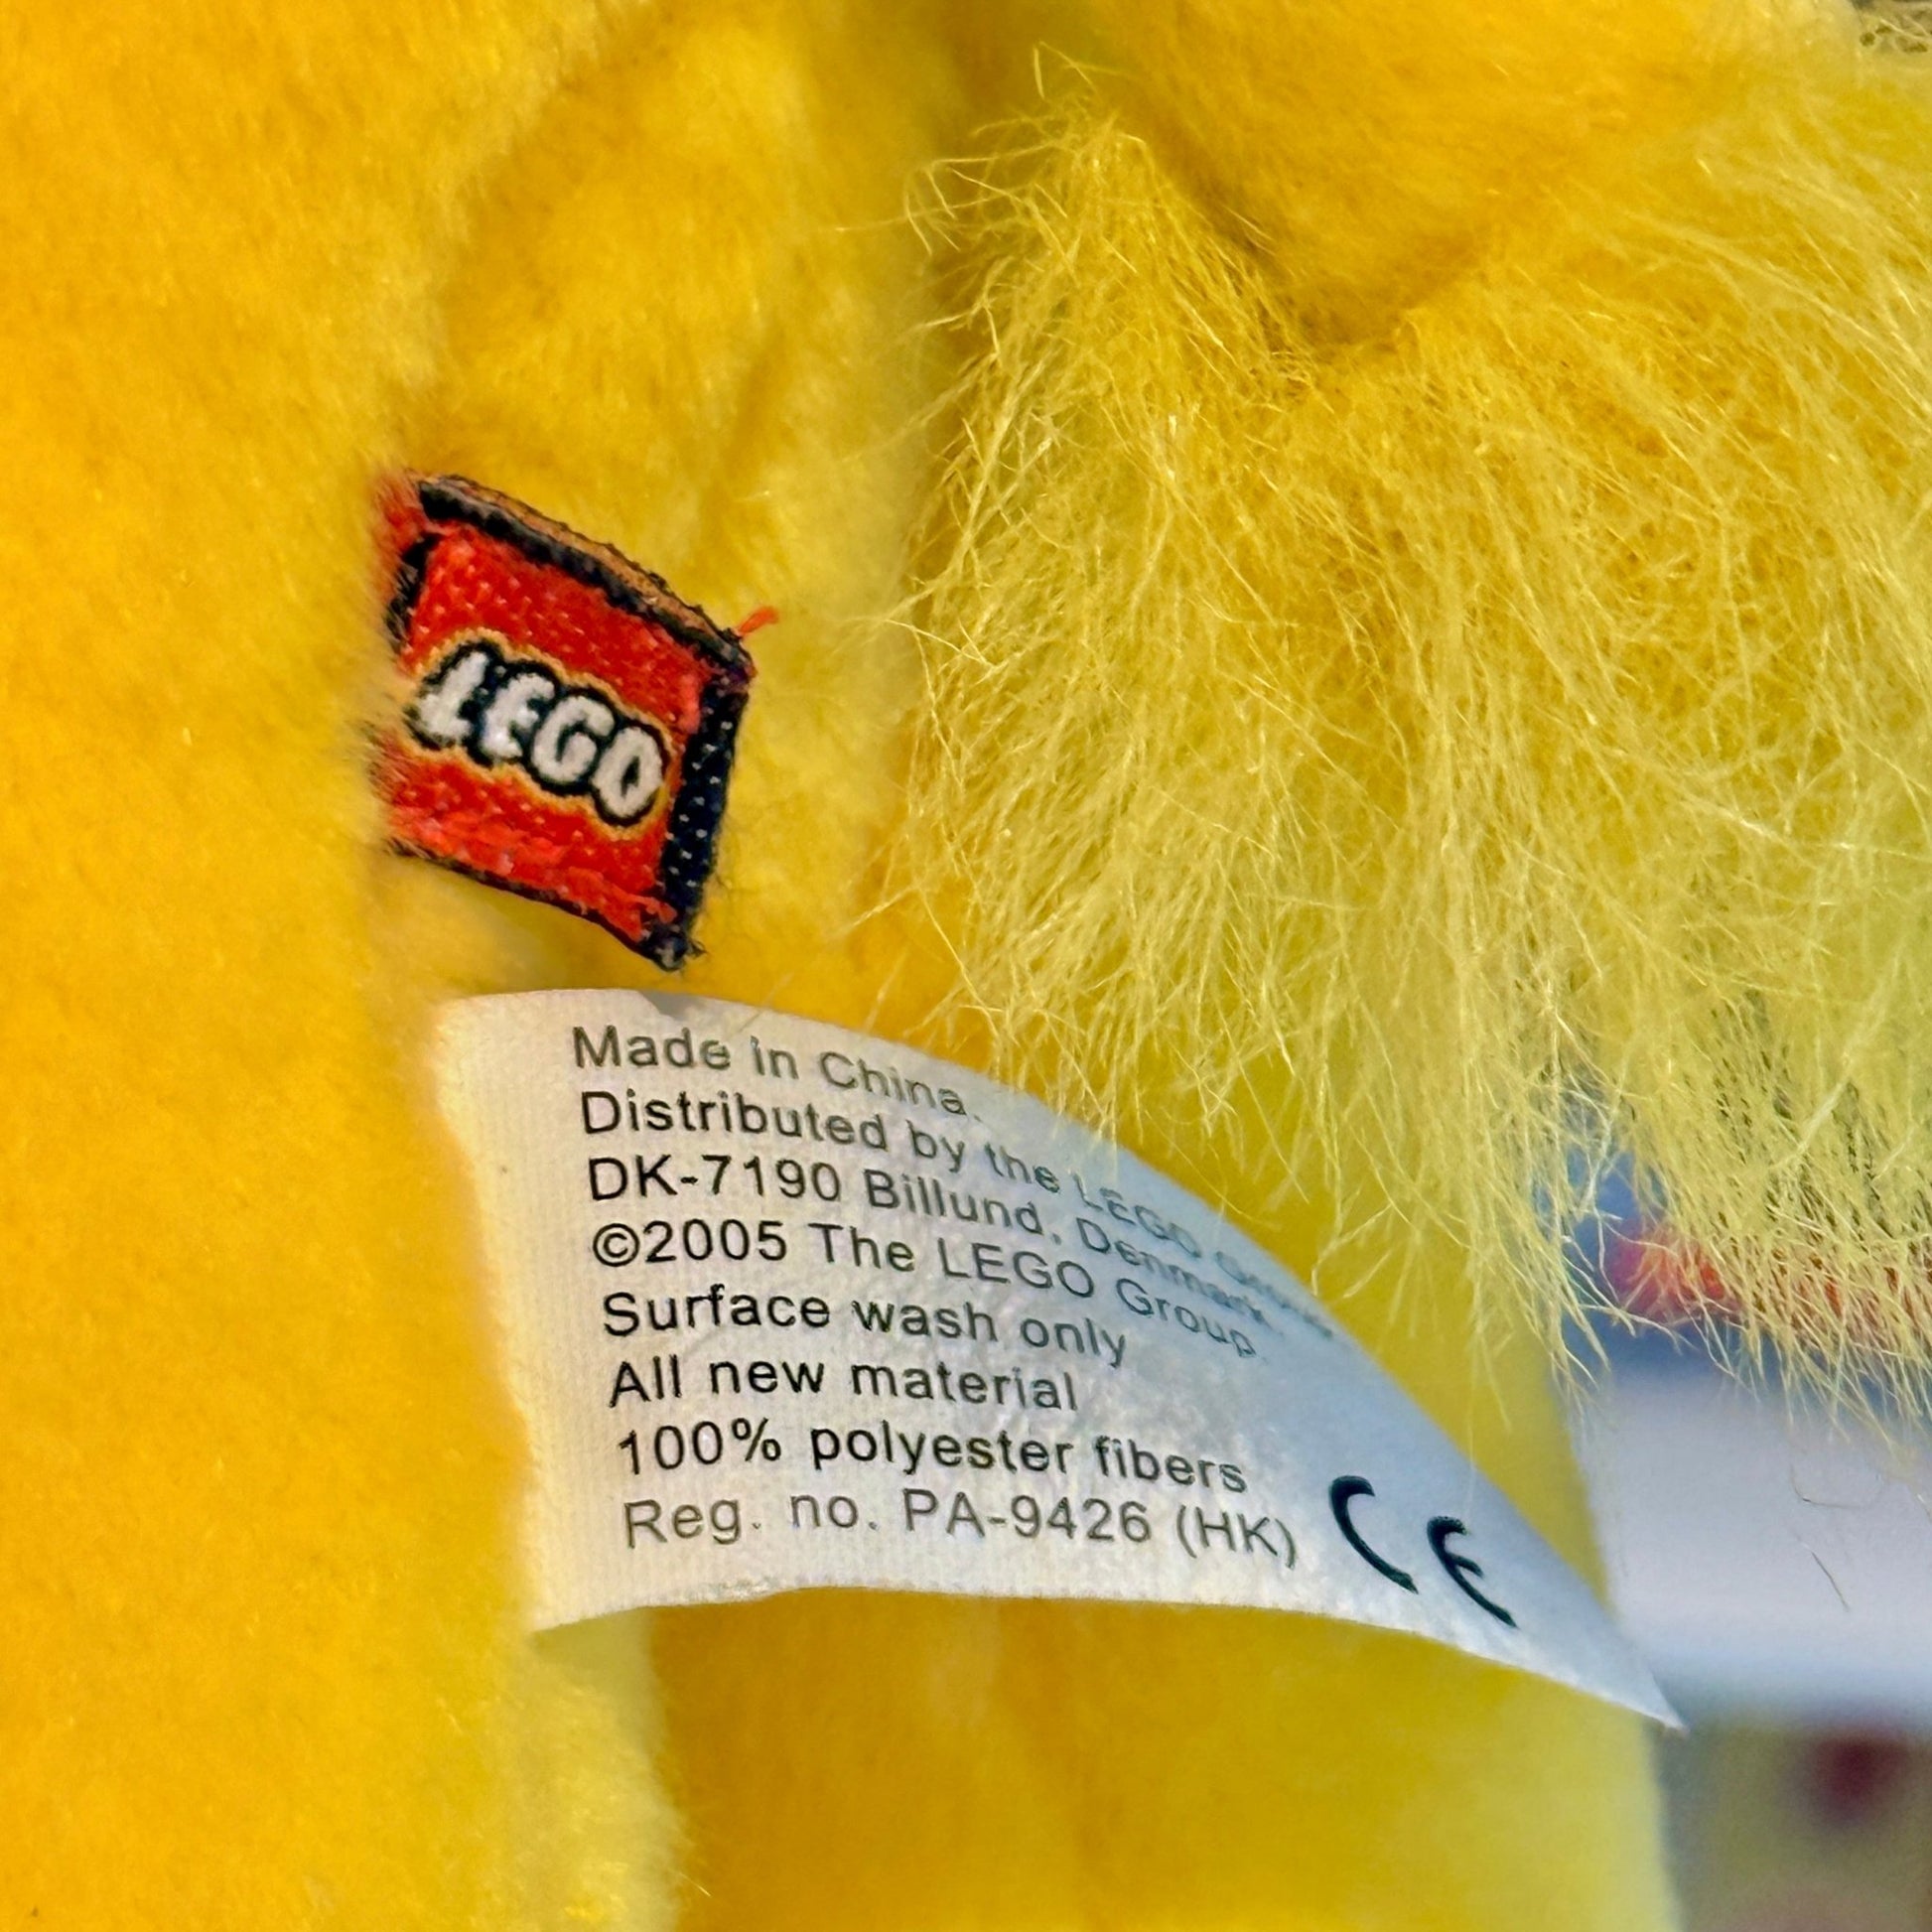 LEGO
Made in China.
Distributed by the LEGO Group
DK-7190 Billund, Denmark.
©2005 The LEGO Group.
Surface wash only
All new material
100% polyester fibers
Reg. no. PA-9426 (HK)
CE